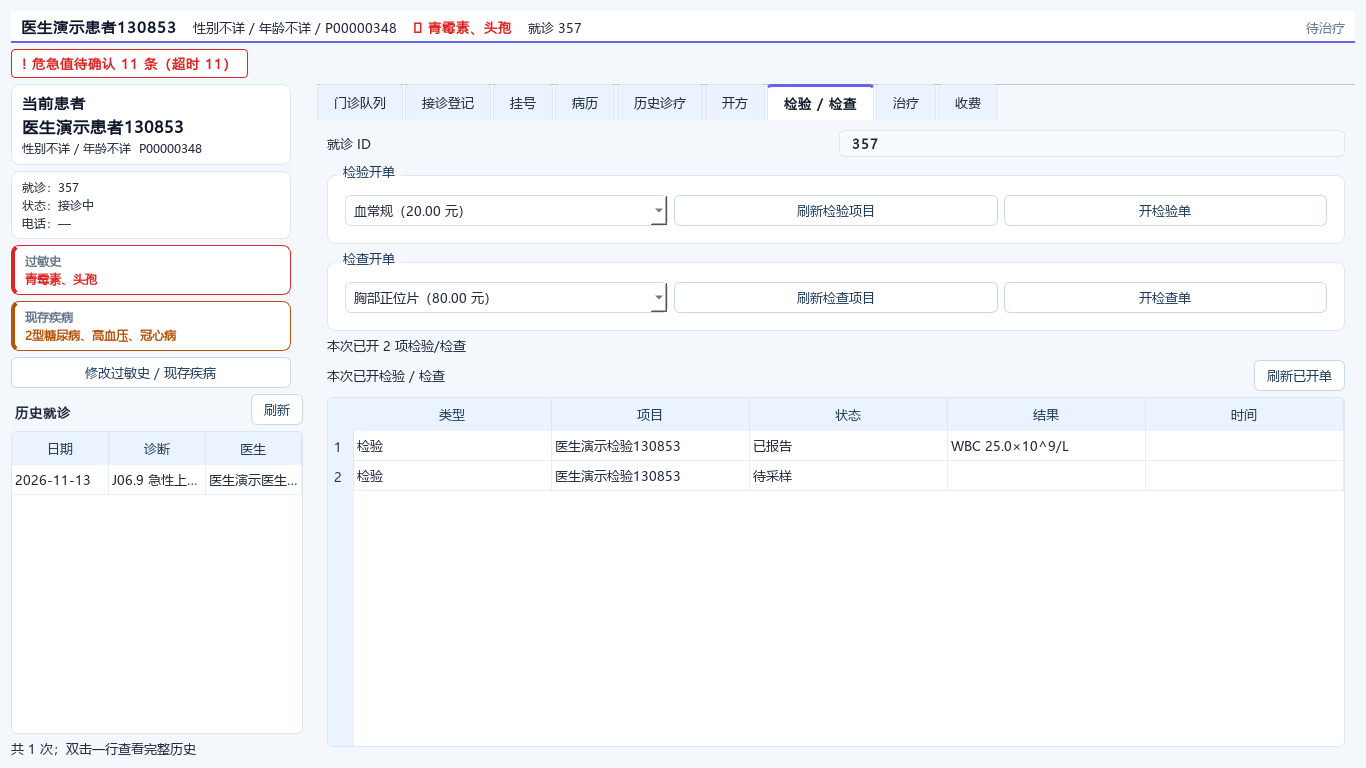 医生演示患者130853 性别不详 / 年龄不详 / P00000348 青霉素、头孢 就诊 357 待治疗
! 危急值待确认 11 条（超时 11）
当前患者
医生演示患者130853
性别不详 / 年龄不详 P00000348
就诊：357
状态：接诊中
电话：—
过敏史
青霉素、头孢
现存疾病
2型糖尿病、高血压、冠心病
修改过敏史 / 现存疾病
历史就诊 刷新
日期 诊断 医生
2026-11-13 J06.9 急性上... 医生演示医生...
共 1 次；双击一行查看完整历史
门诊队列 接诊登记 挂号 病历 历史诊疗 开方 检验 / 检查 治疗 收费
就诊 ID 357
检验开单
血常规（20.00 元） 刷新检验项目 开检验单
检查开单
胸部正位片（80.00 元） 刷新检查项目 开检查单
本次已开 2 项检验/检查
本次已开检验 / 检查 刷新已开单
类型 项目 状态 结果 时间
1 检验 医生演示检验130853 已报告 WBC 25.0×10^9/L
2 检验 医生演示检验130853 待采样